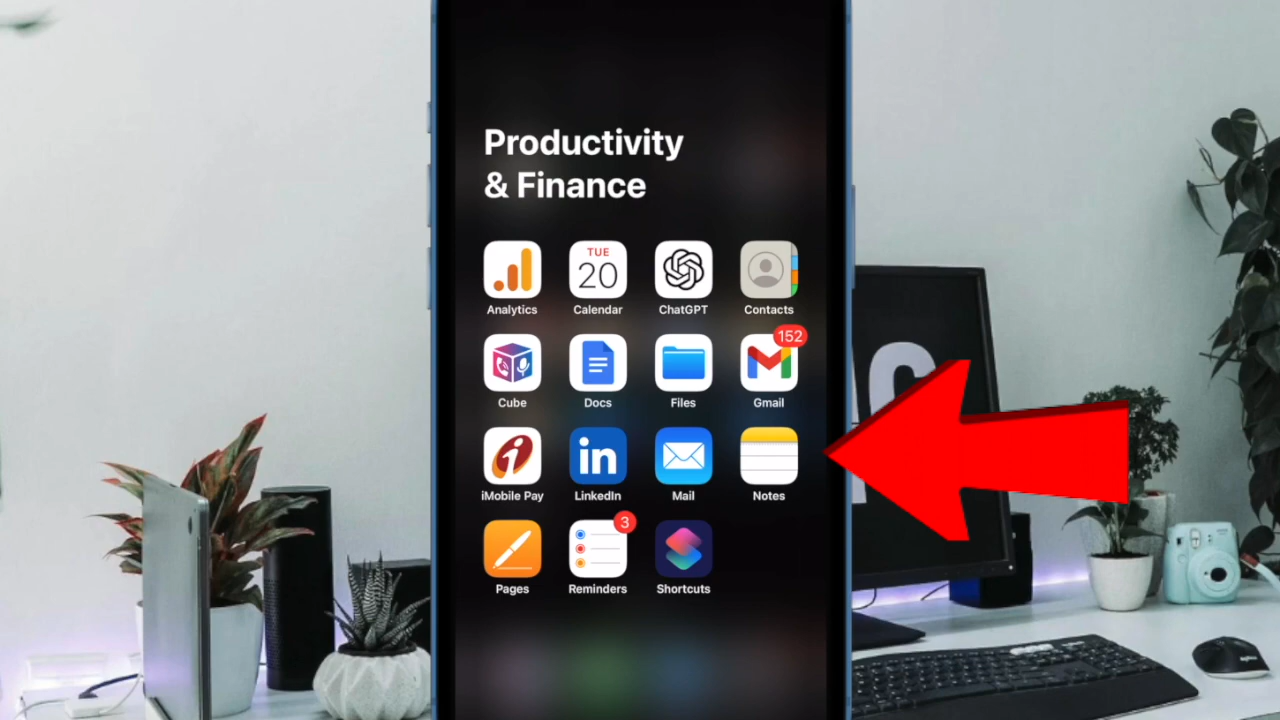 Productivity
& Finance
TUE
20
Analytics
Calendar
ChatGPT
Contacts
152
Cube
Docs
Files
Gmail
in
iMobile Pay
LinkedIn
Mail
Notes
3
Pages
Reminders
Shortcuts